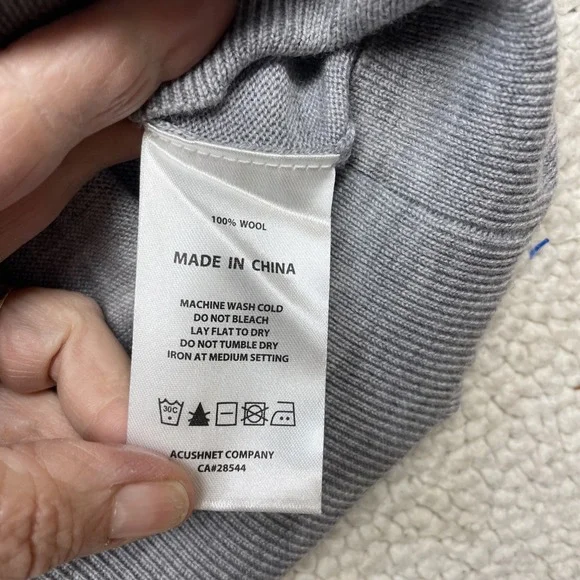 100% WOOL
MADE IN CHINA
MACHINE WASH COLD
DO NOT BLEACH
LAY FLAT TO DRY
DO NOT TUMBLE DRY
IRON AT MEDIUM SETTING
30C
ACUSHNET COMPANY
CA#28544